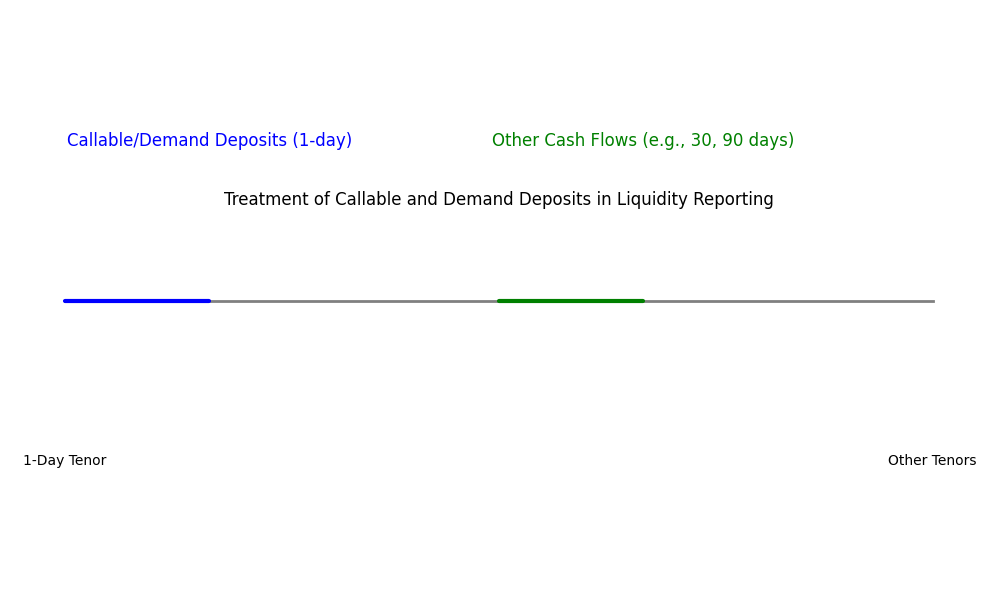 Callable/Demand Deposits (1-day)
Other Cash Flows (e.g., 30, 90 days)
Treatment of Callable and Demand Deposits in Liquidity Reporting
1-Day Tenor
Other Tenors